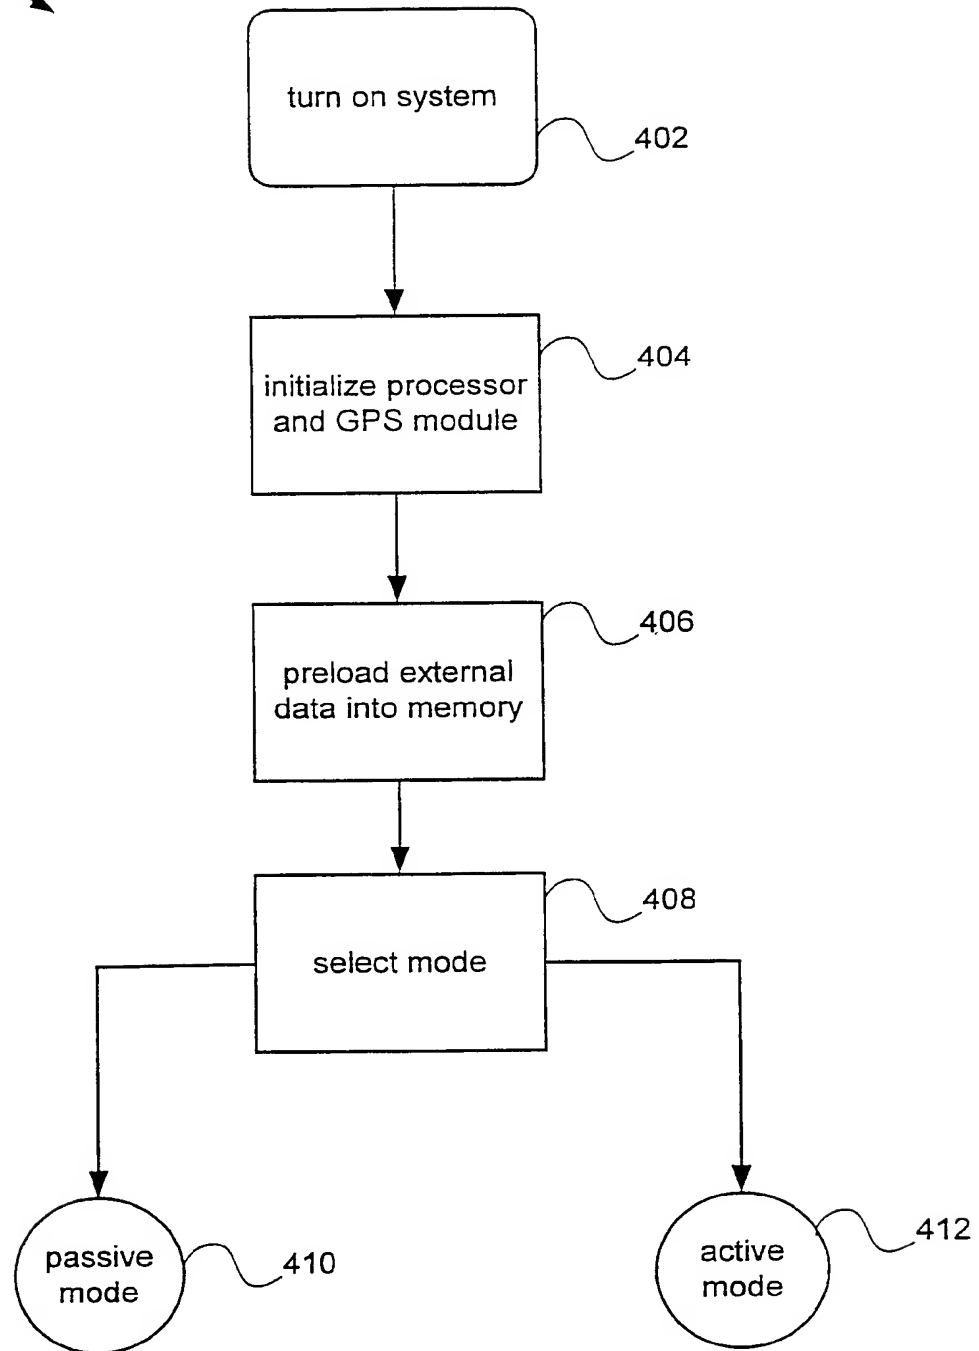 turn on system
402
404
initialize processor
and GPS module
406
preload external
data into memory
408
select mode
passive
mode
410
active
mode
412